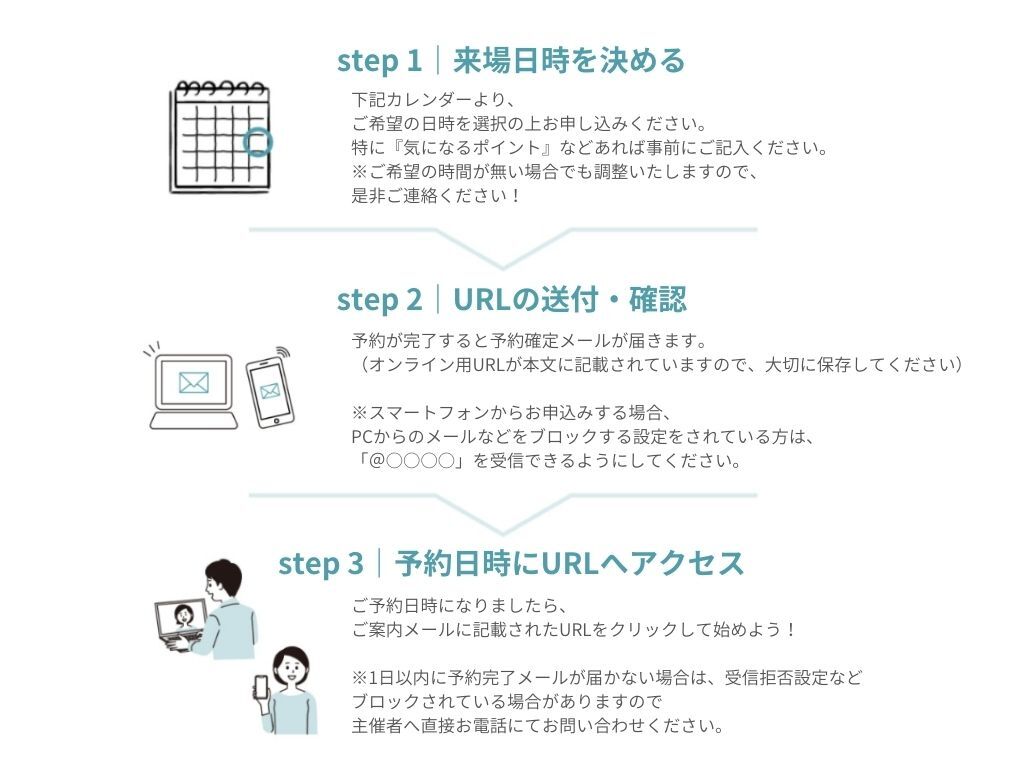 step 1｜来場日時を決める
下記カレンダーより、
ご希望の日時を選択の上お申し込みください。
特に『気になるポイント』などあれば事前にご記入ください。
※ご希望の時間が無い場合でも調整いたしますので、
是非ご連絡ください！
step 2｜URLの送付・確認
予約が完了すると予約確定メールが届きます。
（オンライン用URLが本文に記載されていますので、大切に保存してください）
※スマートフォンからお申込みする場合、
PCからのメールなどをブロックする設定をされている方は、
「@〇〇〇〇」を受信できるようにしてください。
step 3｜予約日時にURLへアクセス
ご予約日時になりましたら、
ご案内メールに記載されたURLをクリックして始めよう！
※1日以内に予約完了メールが届かない場合は、受信拒否設定など
ブロックされている場合がありますので
主催者へ直接お電話にてお問い合わせください。